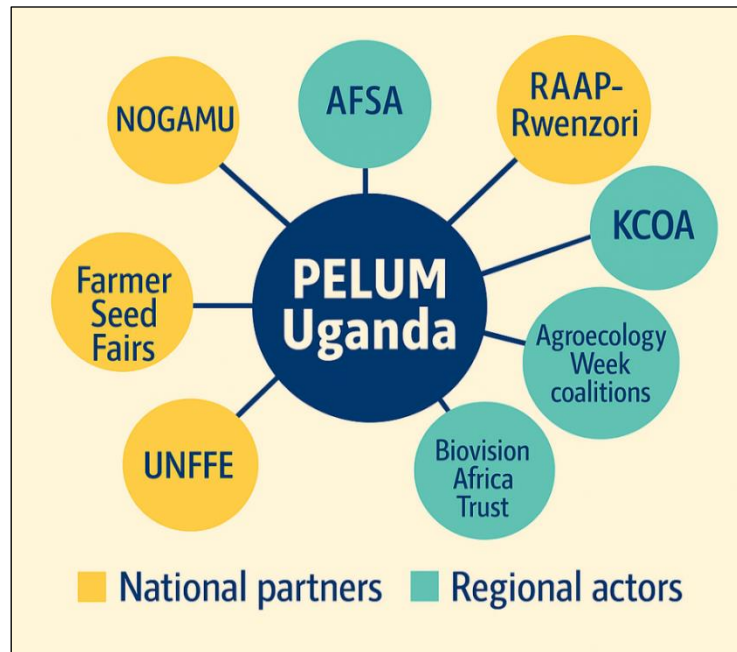 NOGAMU
AFSA
RAAP-
Rwenzori
KCOA
PELUM
Uganda
Farmer
Seed
Fairs
Agroecology
Week
coalitions
UNFFE
Biovision
Africa
Trust
National partners
Regional actors